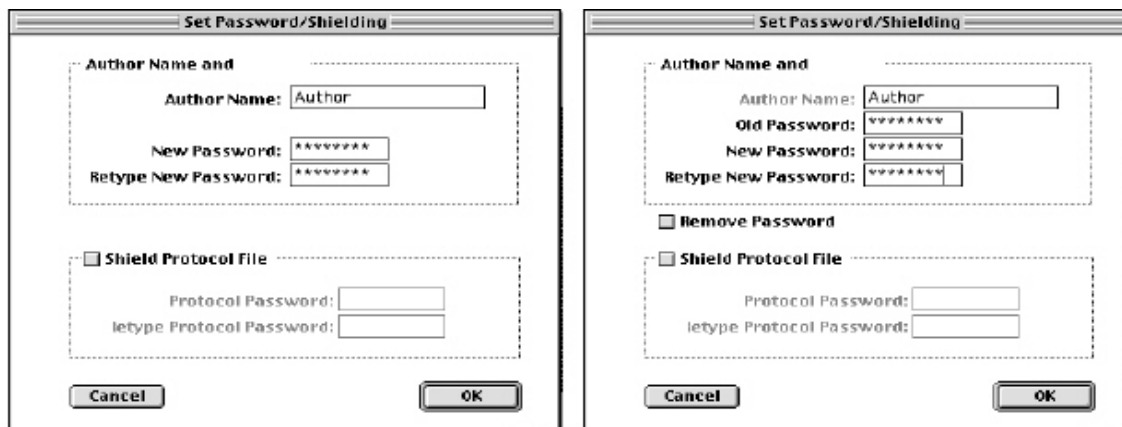 Set Password/Shielding
Author Name and
Author Name: Author
New Password: ********
Retype New Password: ********
Shield Protocol File
Protocol Password:
letype Protocol Password:
Cancel OK
Set Password/Shielding
Author Name and
Author Name: Author
Old Password: ********
New Password: ********
Retype New Password: ********
Remove Password
Shield Protocol File
Protocol Password:
letype Protocol Password:
Cancel OK